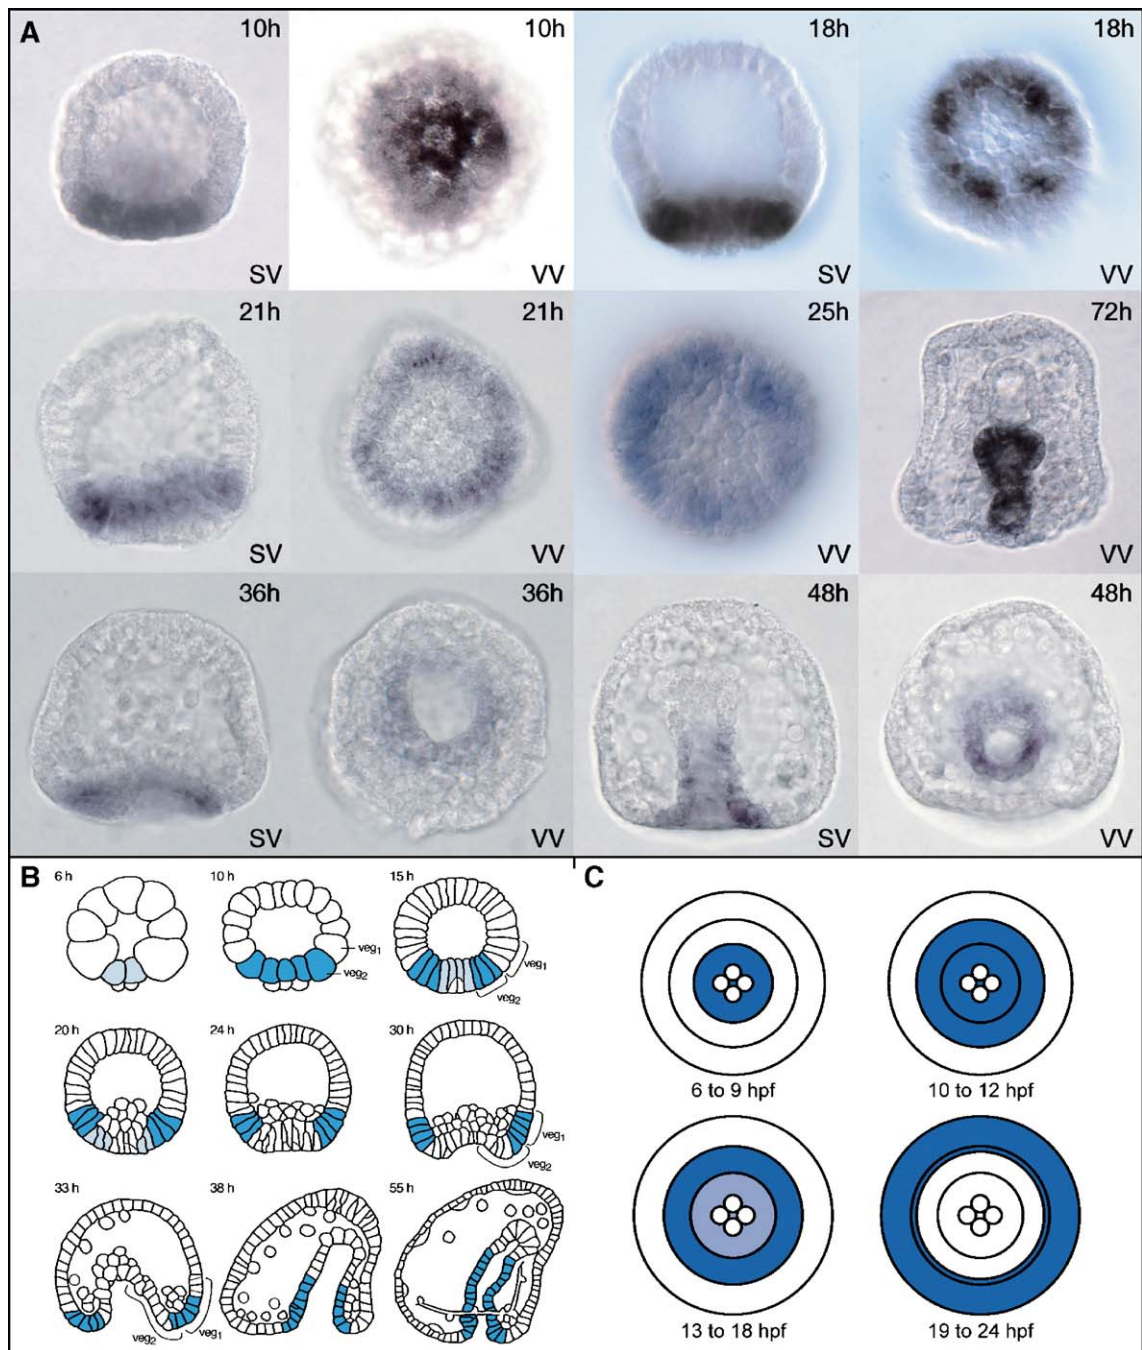 A
10h
10h
18h
18h
SV
VV
SV
VV
21h
21h
25h
72h
SV
VV
VV
VV
36h
36h
48h
48h
SV
VV
SV
VV
B
6 h
10 h
15 h
veg1
veg2
veg1
veg2
20 h
24 h
30 h
veg1
veg2
33 h
38 h
55 h
veg2
veg1
C
6 to 9 hpf
10 to 12 hpf
13 to 18 hpf
19 to 24 hpf